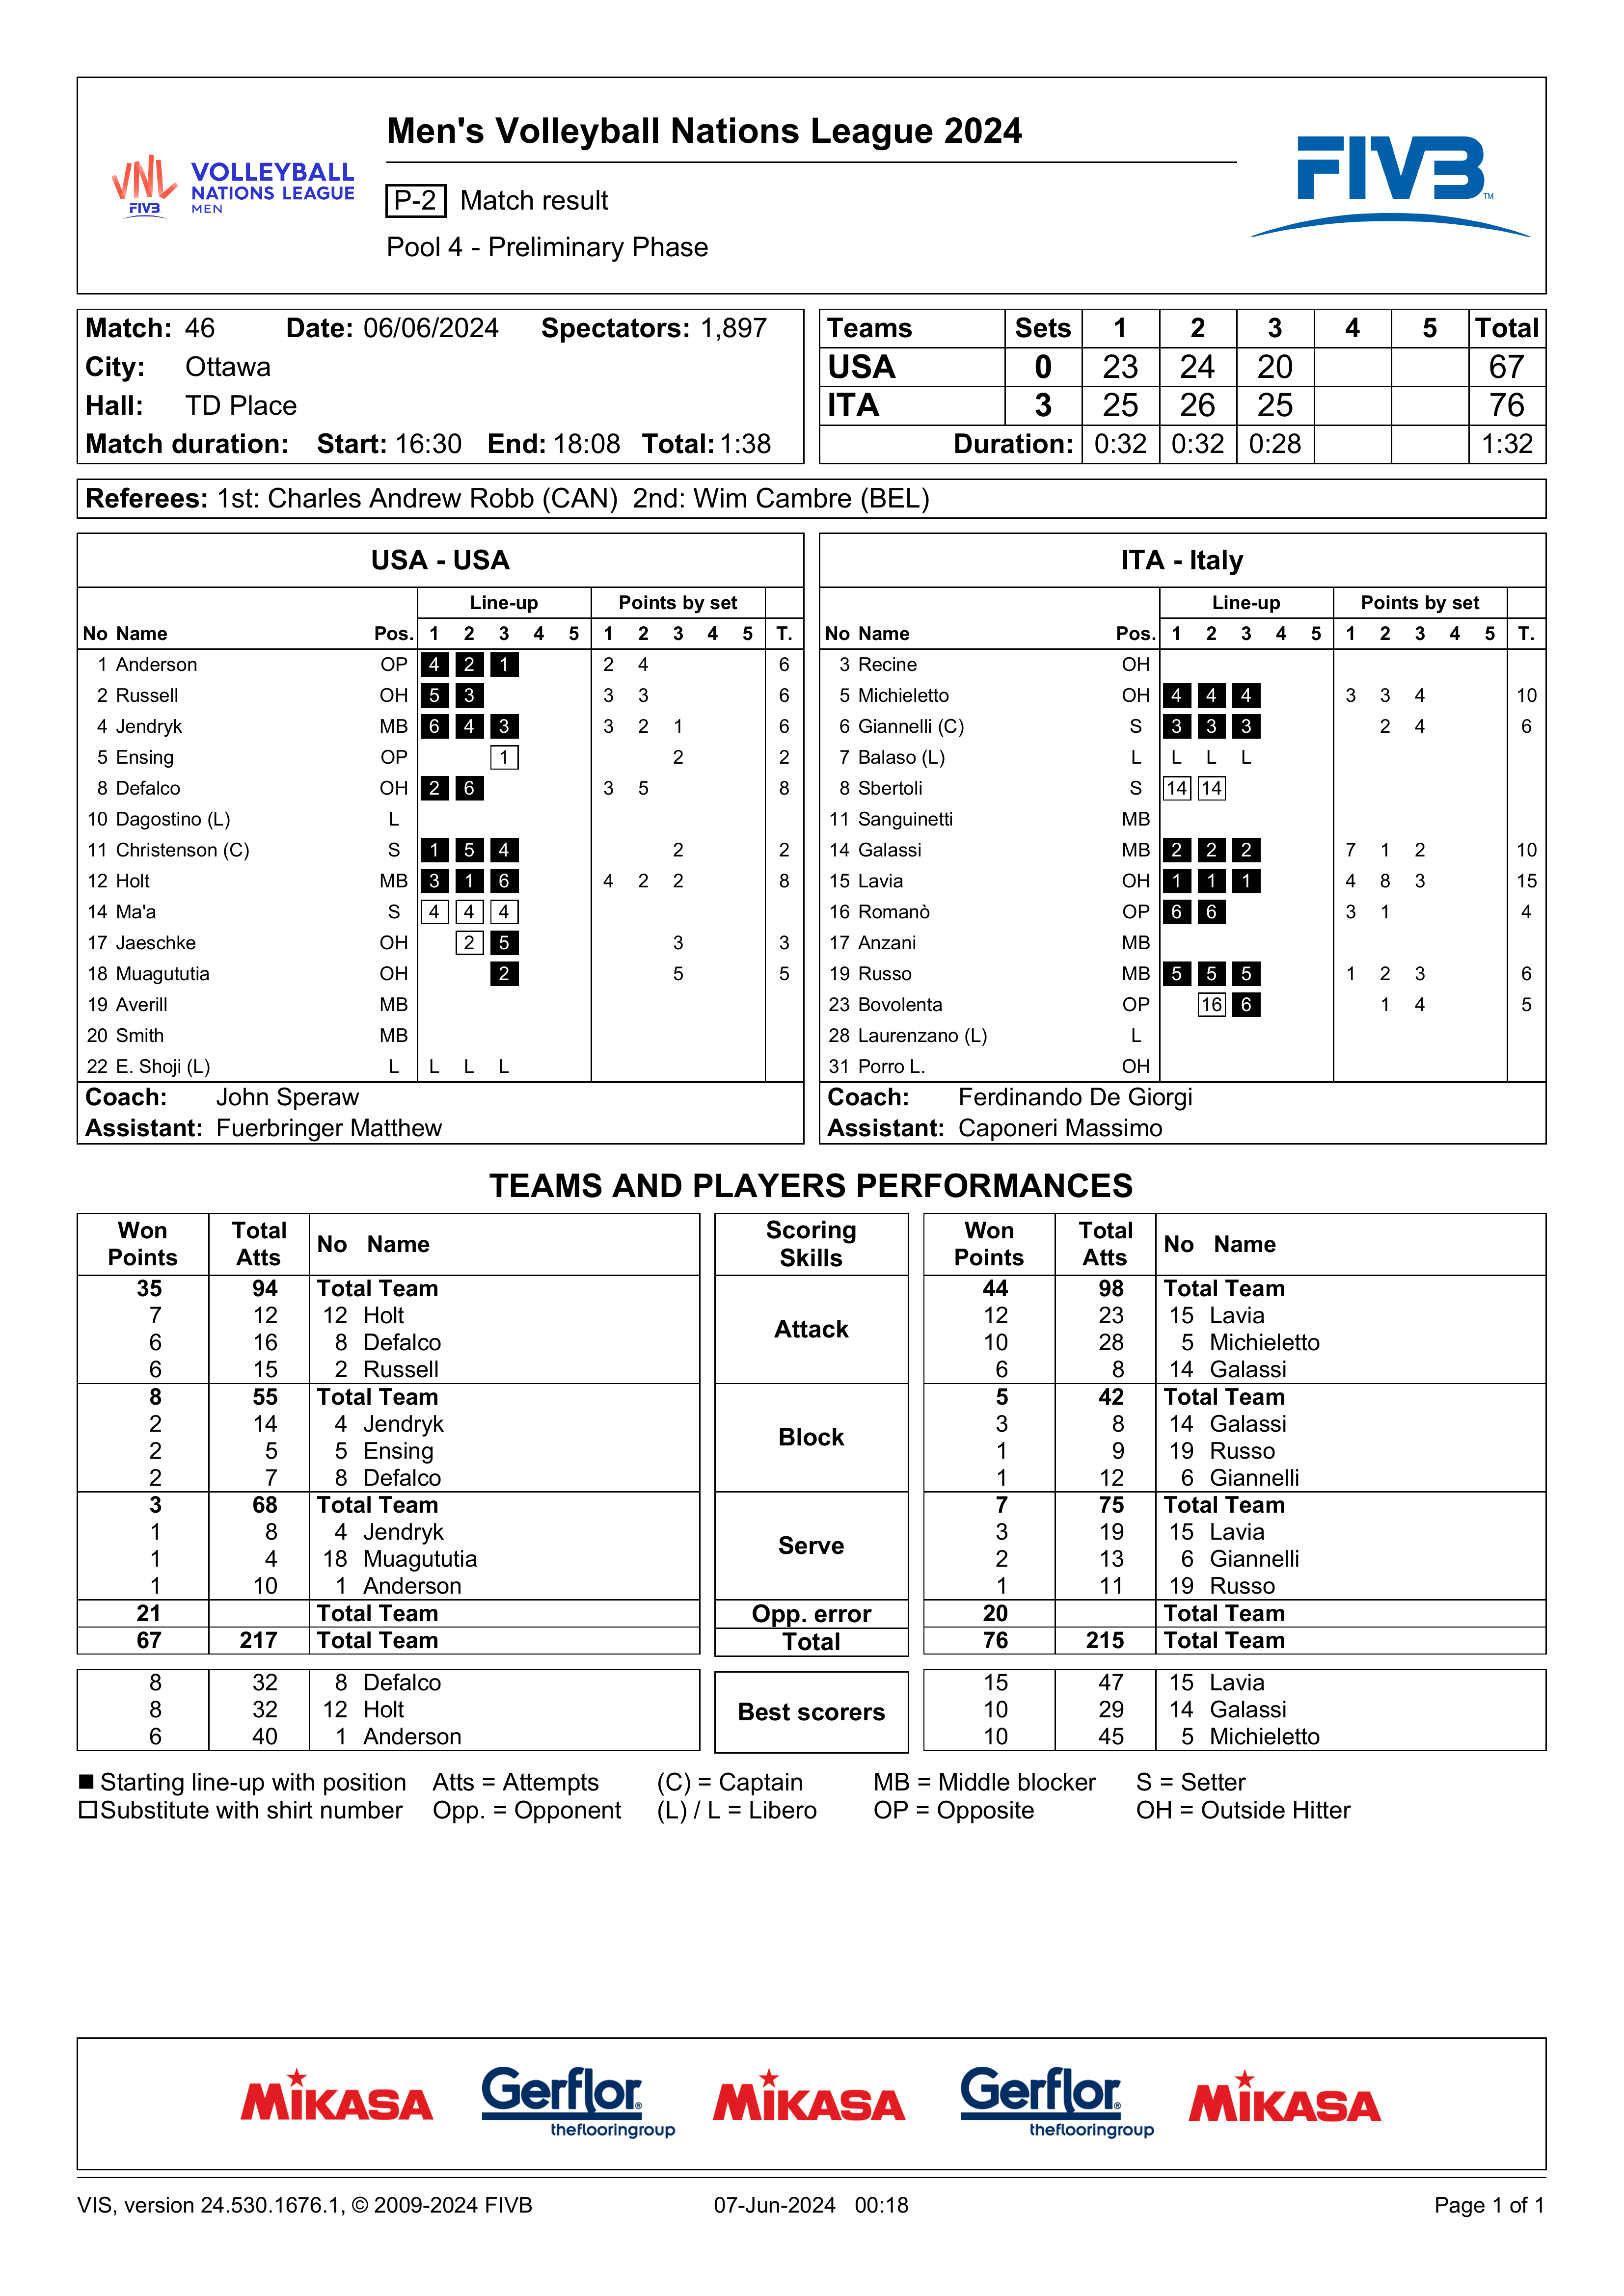 Men's Volleyball Nations League 2024
VNL FIVB VOLLEYBALL NATIONS LEAGUE MEN
P-2 Match result
Pool 4 - Preliminary Phase
FIVB TM
Match: 46 Date: 06/06/2024 Spectators: 1,897
City: Ottawa
Hall: TD Place
Match duration: Start: 16:30 End: 18:08 Total: 1:38
Teams Sets 1 2 3 4 5 Total
USA 0 23 24 20 67
ITA 3 25 26 25 76
Duration: 0:32 0:32 0:28 1:32
Referees: 1st: Charles Andrew Robb (CAN) 2nd: Wim Cambre (BEL)
USA - USA
Line-up Points by set
No Name Pos. 1 2 3 4 5 1 2 3 4 5 T.
1 Anderson OP 4 2 1 2 4 6
2 Russell OH 5 3 3 3 6
4 Jendryk MB 6 4 3 3 2 1 6
5 Ensing OP 1 2 2
8 Defalco OH 2 6 3 5 8
10 Dagostino (L) L
11 Christenson (C) S 1 5 4 2 2
12 Holt MB 3 1 6 4 2 2 8
14 Ma'a S 4 4 4
17 Jaeschke OH 2 5 3 3
18 Muagututia OH 2 5 5
19 Averill MB
20 Smith MB
22 E. Shoji (L) L L L L
Coach: John Speraw
Assistant: Fuerbringer Matthew
ITA - Italy
Line-up Points by set
No Name Pos. 1 2 3 4 5 1 2 3 4 5 T.
3 Recine OH
5 Michieletto OH 4 4 4 3 3 4 10
6 Giannelli (C) S 3 3 3 2 4 6
7 Balaso (L) L L L L
8 Sbertoli S 14 14
11 Sanguinetti MB
14 Galassi MB 2 2 2 7 1 2 10
15 Lavia OH 1 1 1 4 8 3 15
16 Romanò OP 6 6 3 1 4
17 Anzani MB
19 Russo MB 5 5 5 1 2 3 6
23 Bovolenta OP 16 6 1 4 5
28 Laurenzano (L) L
31 Porro L. OH
Coach: Ferdinando De Giorgi
Assistant: Caponeri Massimo
TEAMS AND PLAYERS PERFORMANCES
Won Points Total Atts No Name Scoring Skills Won Points Total Atts No Name
35 94 Total Team Attack 44 98 Total Team
7 12 12 Holt 12 23 15 Lavia
6 16 8 Defalco 10 28 5 Michieletto
6 15 2 Russell 6 8 14 Galassi
8 55 Total Team Block 5 42 Total Team
2 14 4 Jendryk 3 8 14 Galassi
2 5 5 Ensing 1 9 19 Russo
2 7 8 Defalco 1 12 6 Giannelli
3 68 Total Team Serve 7 75 Total Team
1 8 4 Jendryk 3 19 15 Lavia
1 4 18 Muagututia 2 13 6 Giannelli
1 10 1 Anderson 1 11 19 Russo
21 Total Team Opp. error 20 Total Team
67 217 Total Team Total 76 215 Total Team
8 32 8 Defalco Best scorers 15 47 15 Lavia
8 32 12 Holt 10 29 14 Galassi
6 40 1 Anderson 10 45 5 Michieletto
Starting line-up with position Atts = Attempts (C) = Captain MB = Middle blocker S = Setter
Substitute with shirt number Opp. = Opponent (L) / L = Libero OP = Opposite OH = Outside Hitter
MIKASA Gerflor® theflooringgroup MIKASA Gerflor® theflooringgroup MIKASA
VIS, version 24.530.1676.1, © 2009-2024 FIVB 07-Jun-2024 00:18 Page 1 of 1